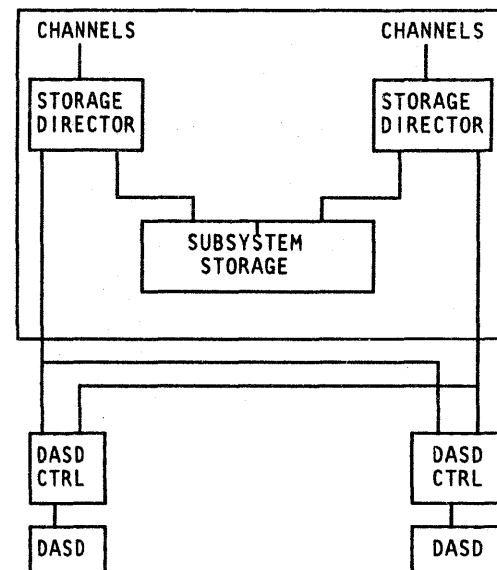 CHANNELS
CHANNELS
STORAGE
DIRECTOR
STORAGE
DIRECTOR
SUBSYSTEM
STORAGE
DASD
CTRL
DASD
CTRL
DASD
DASD